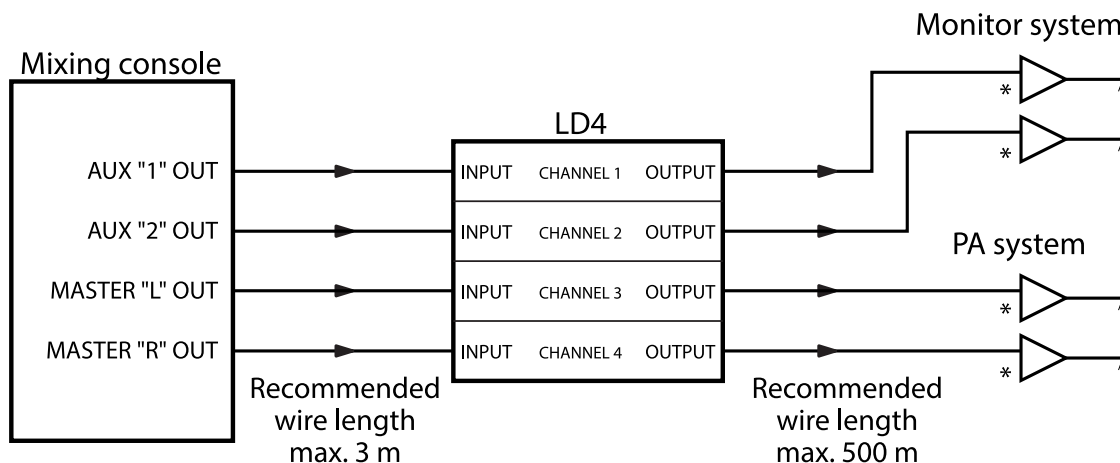 Monitor system
Mixing console
*
LD4
*
AUX "1" OUT
INPUT CHANNEL 1 OUTPUT
AUX "2" OUT
INPUT CHANNEL 2 OUTPUT
PA system
MASTER "L" OUT
INPUT CHANNEL 3 OUTPUT
*
MASTER "R" OUT
INPUT CHANNEL 4 OUTPUT
*
Recommended
wire length
max. 3 m
Recommended
wire length
max. 500 m